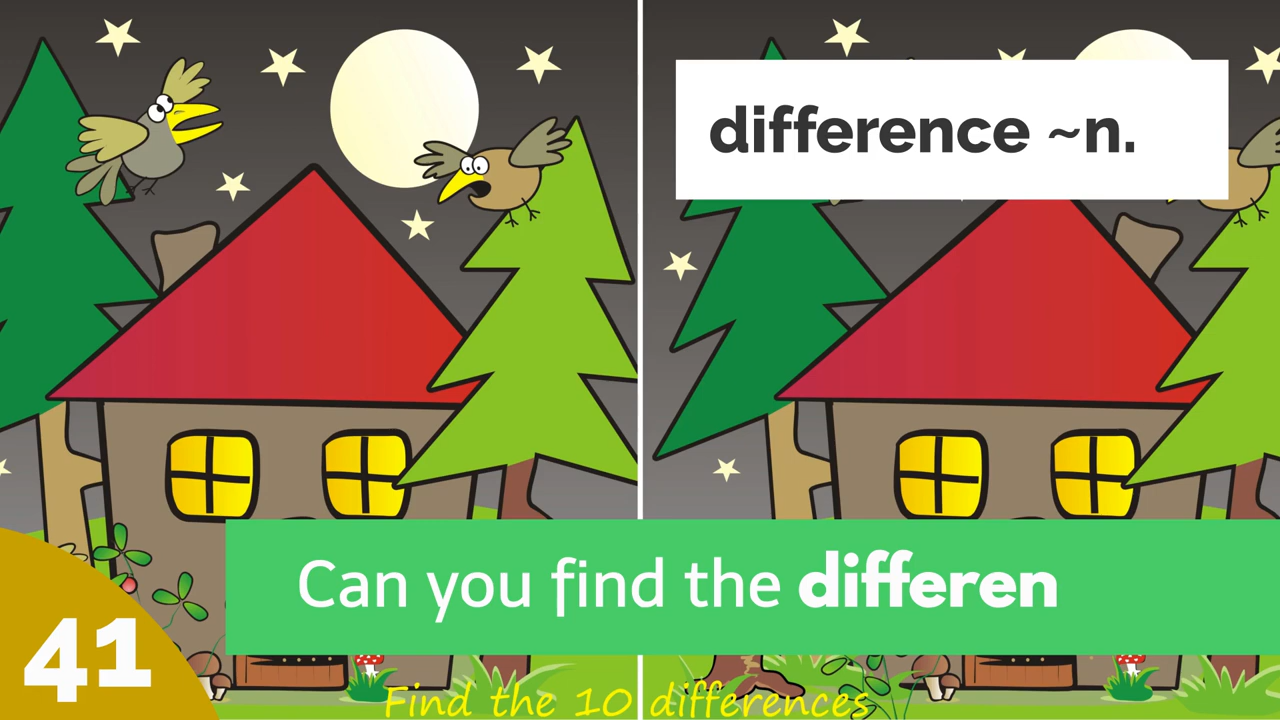 difference ~n.
Can you find the differen
41
Find the 10 differences